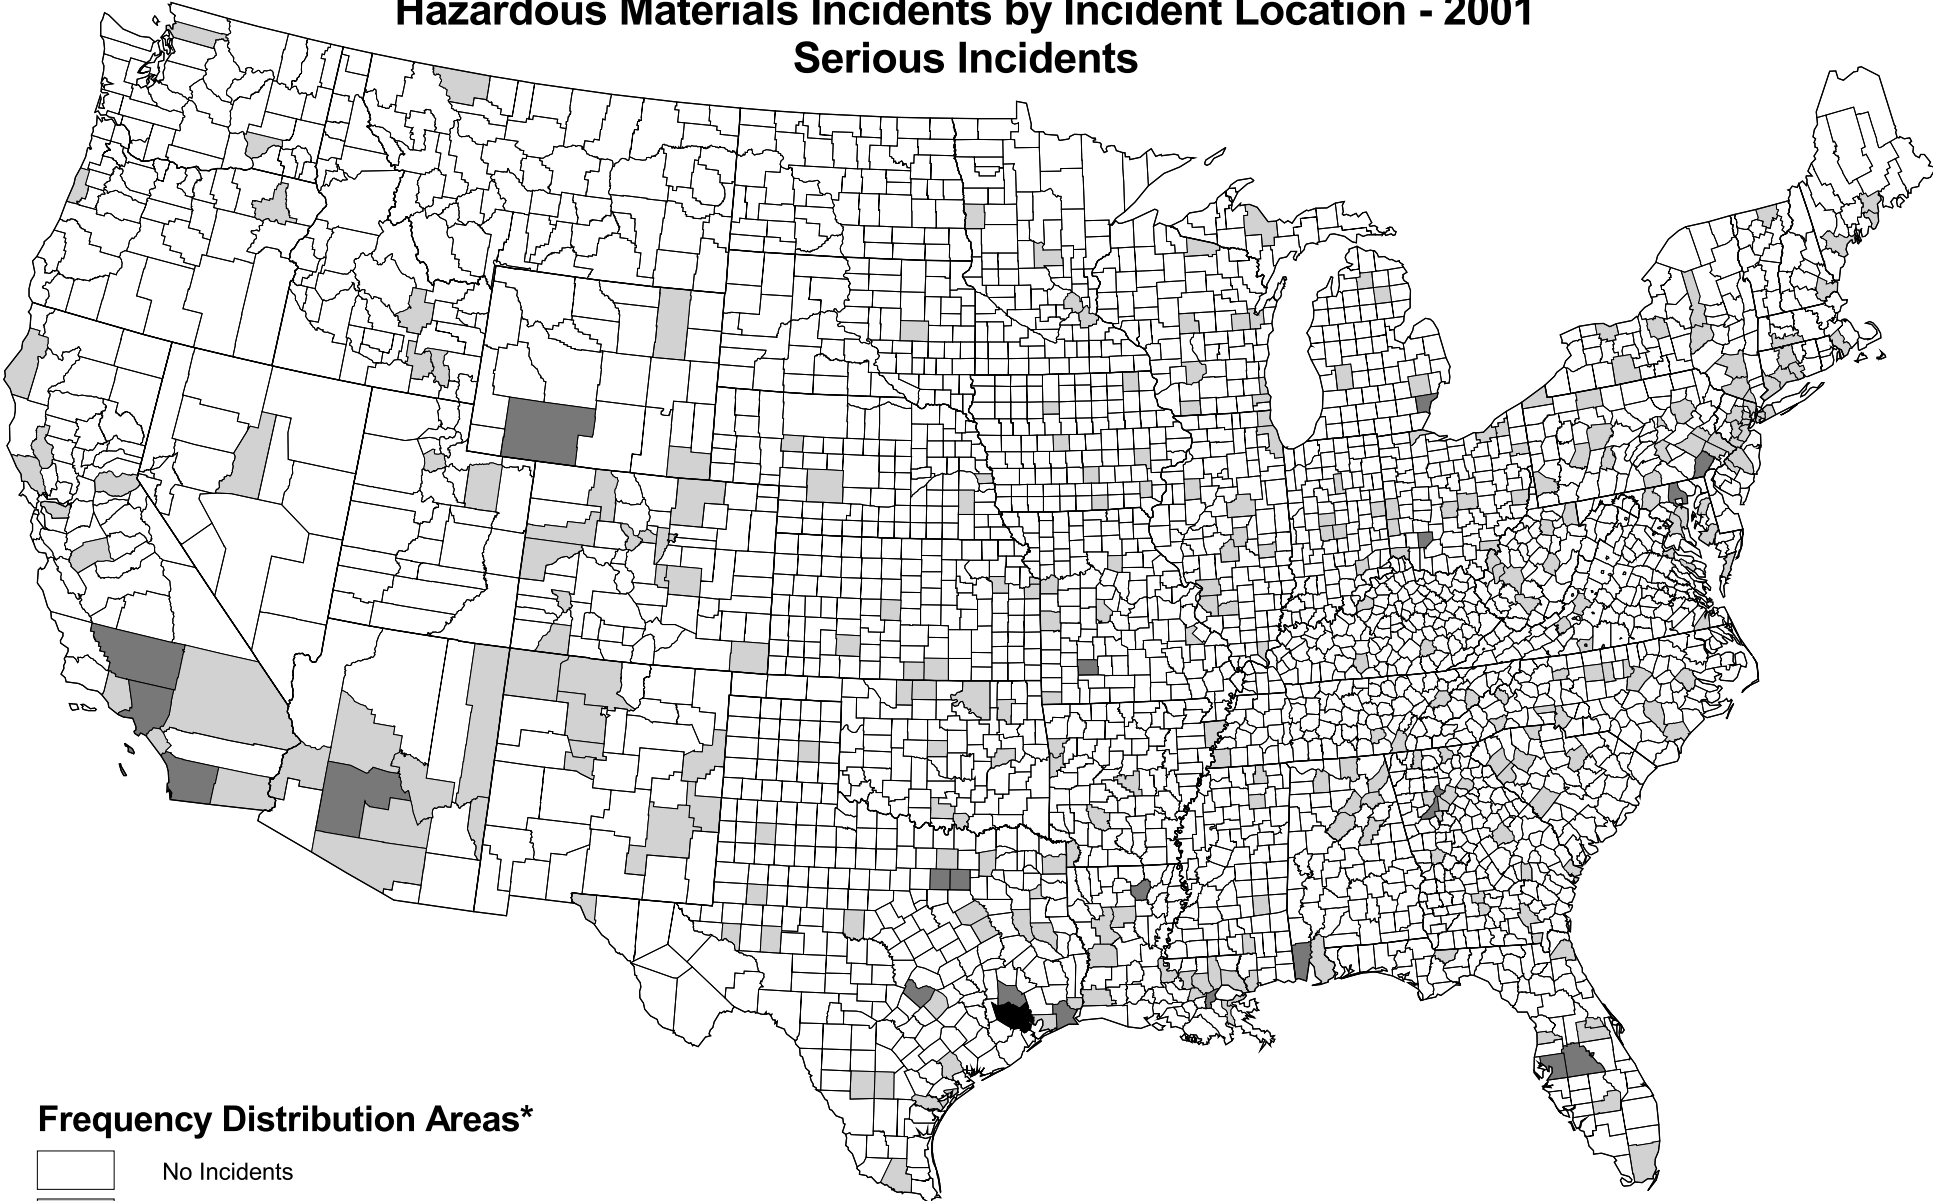 Hazardous Materials Incidents by Incident Location - 2001
Serious Incidents
Frequency Distribution Areas*
No Incidents